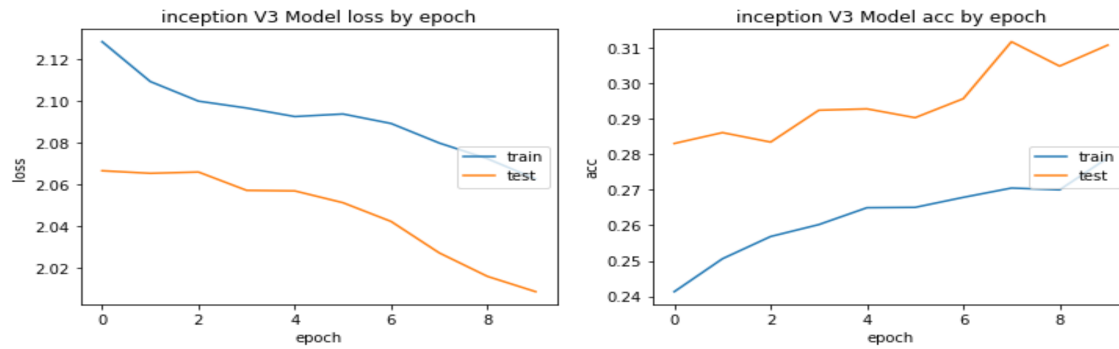 inception V3 Model loss by epoch
2.12
2.10
2.08
2.06
2.04
2.02
loss
train
test
0 2 4 6 8
epoch
inception V3 Model acc by epoch
0.31
0.30
0.29
0.28
0.27
0.26
0.25
0.24
acc
train
test
0 2 4 6 8
epoch